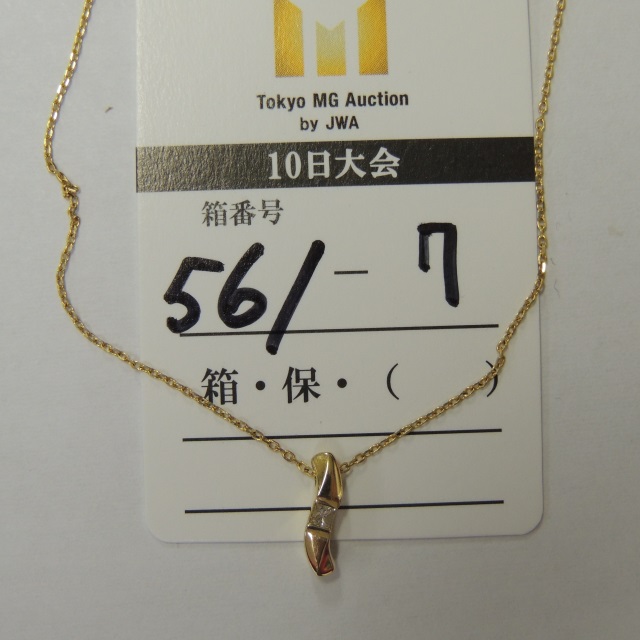 Tokyo MG Auction
by JWA
10日大会
箱番号
561 - 7
箱・保・（　　）